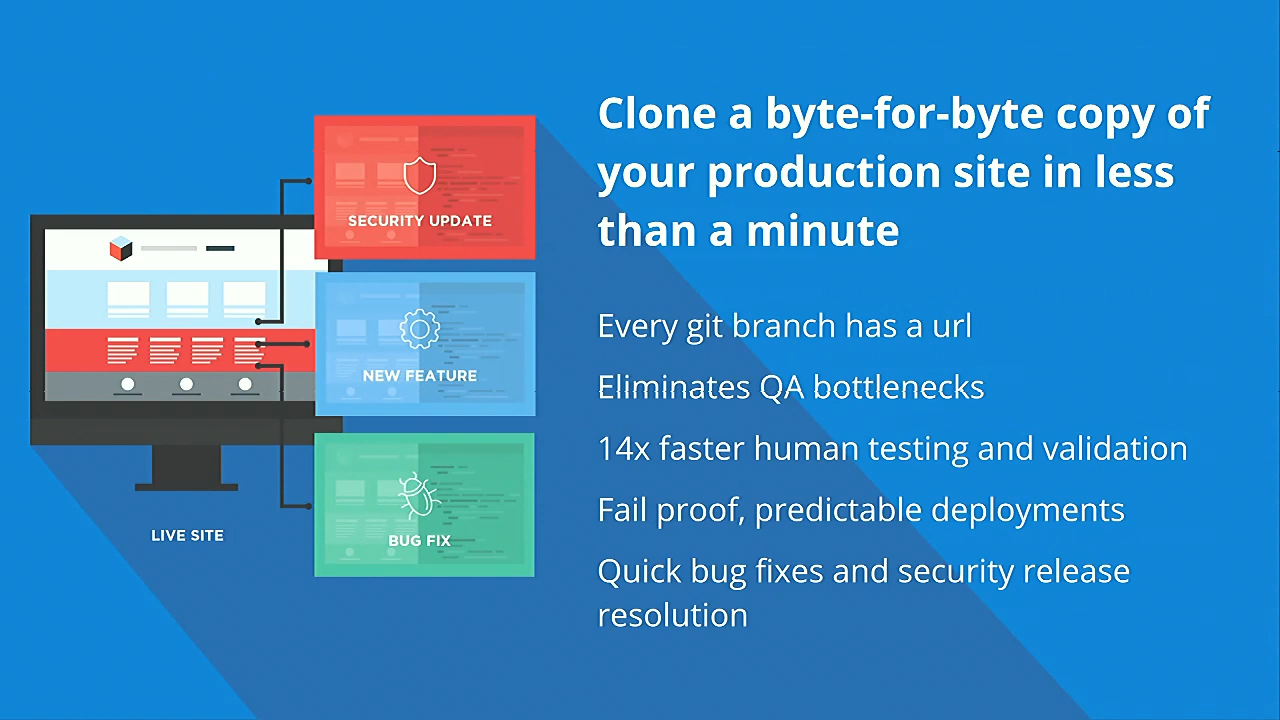 Clone a byte-for-byte copy of
your production site in less
than a minute
Every git branch has a url
Eliminates QA bottlenecks
14x faster human testing and validation
Fail proof, predictable deployments
Quick bug fixes and security release
resolution
SECURITY UPDATE
NEW FEATURE
BUG FIX
LIVE SITE